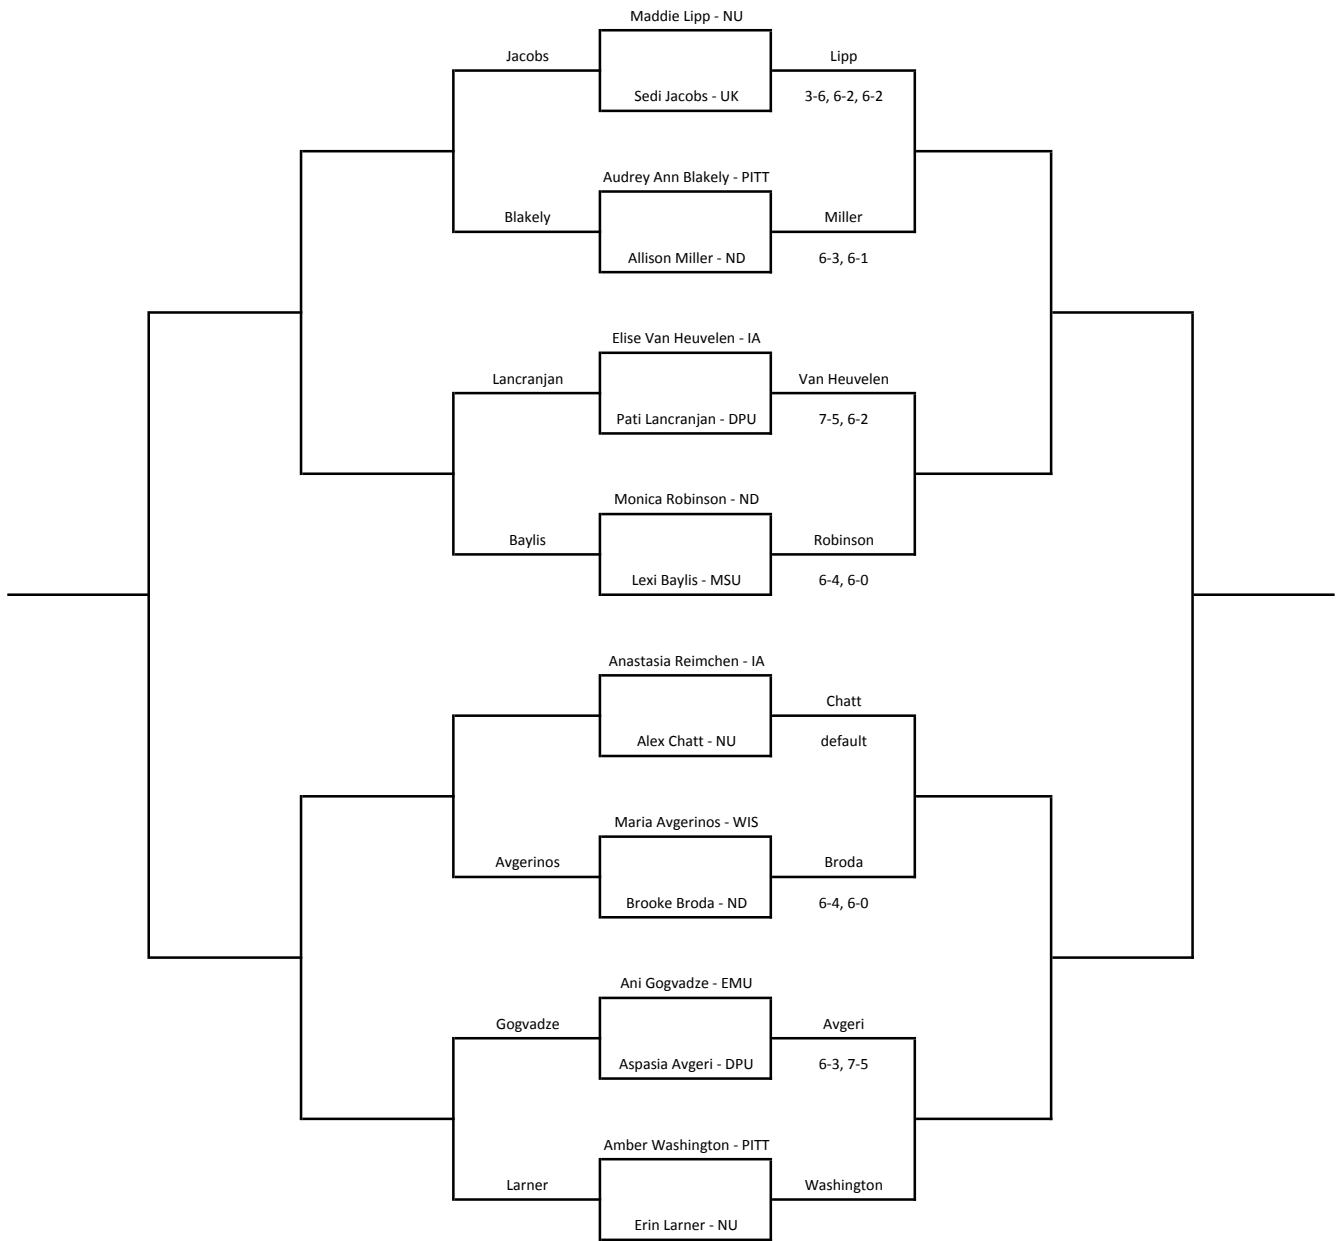 Maddie Lipp - NU
Jacobs
Lipp
Sedi Jacobs - UK
3-6, 6-2, 6-2
Audrey Ann Blakely - PITT
Blakely
Miller
Allison Miller - ND
6-3, 6-1
Elise Van Heuvelen - IA
Lancranjan
Van Heuvelen
Pati Lancranjan - DPU
7-5, 6-2
Monica Robinson - ND
Baylis
Robinson
Lexi Baylis - MSU
6-4, 6-0
Anastasia Reimchen - IA
Chatt
Alex Chatt - NU
default
Maria Avgerinos - WIS
Avgerinos
Broda
Brooke Broda - ND
6-4, 6-0
Ani Gogvadze - EMU
Gogvadze
Avgeri
Aspasia Avgeri - DPU
6-3, 7-5
Amber Washington - PITT
Larner
Washington
Erin Larner - NU